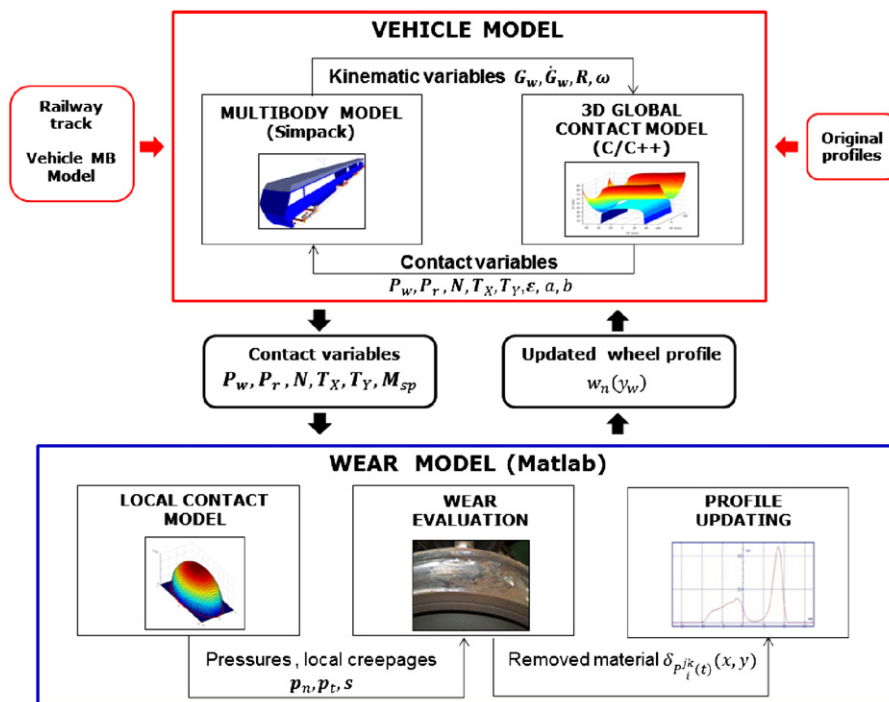 VEHICLE MODEL
Kinematic variables G_w, Ġ_w, R, ω
Railway
track
Vehicle MB
Model
MULTIBODY MODEL
(Simpack)
3D GLOBAL
CONTACT MODEL
(C/C++)
Original
profiles
Contact variables
P_w, P_r, N, T_X, T_Y, ε, a, b
Contact variables
P_w, P_r, N, T_X, T_Y, M_sp
Updated wheel profile
w_n(y_w)
WEAR MODEL (Matlab)
LOCAL CONTACT
MODEL
WEAR
EVALUATION
PROFILE
UPDATING
Pressures, local creepages
p_n, p_t, s
Removed material δ_{P_i^{jk}(t)}(x, y)